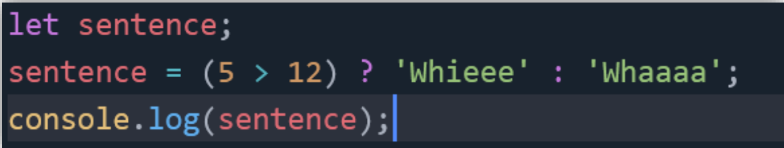 let sentence;
sentence = (5 > 12) ? 'Whieee' : 'Whaaaa';
console.log(sentence);